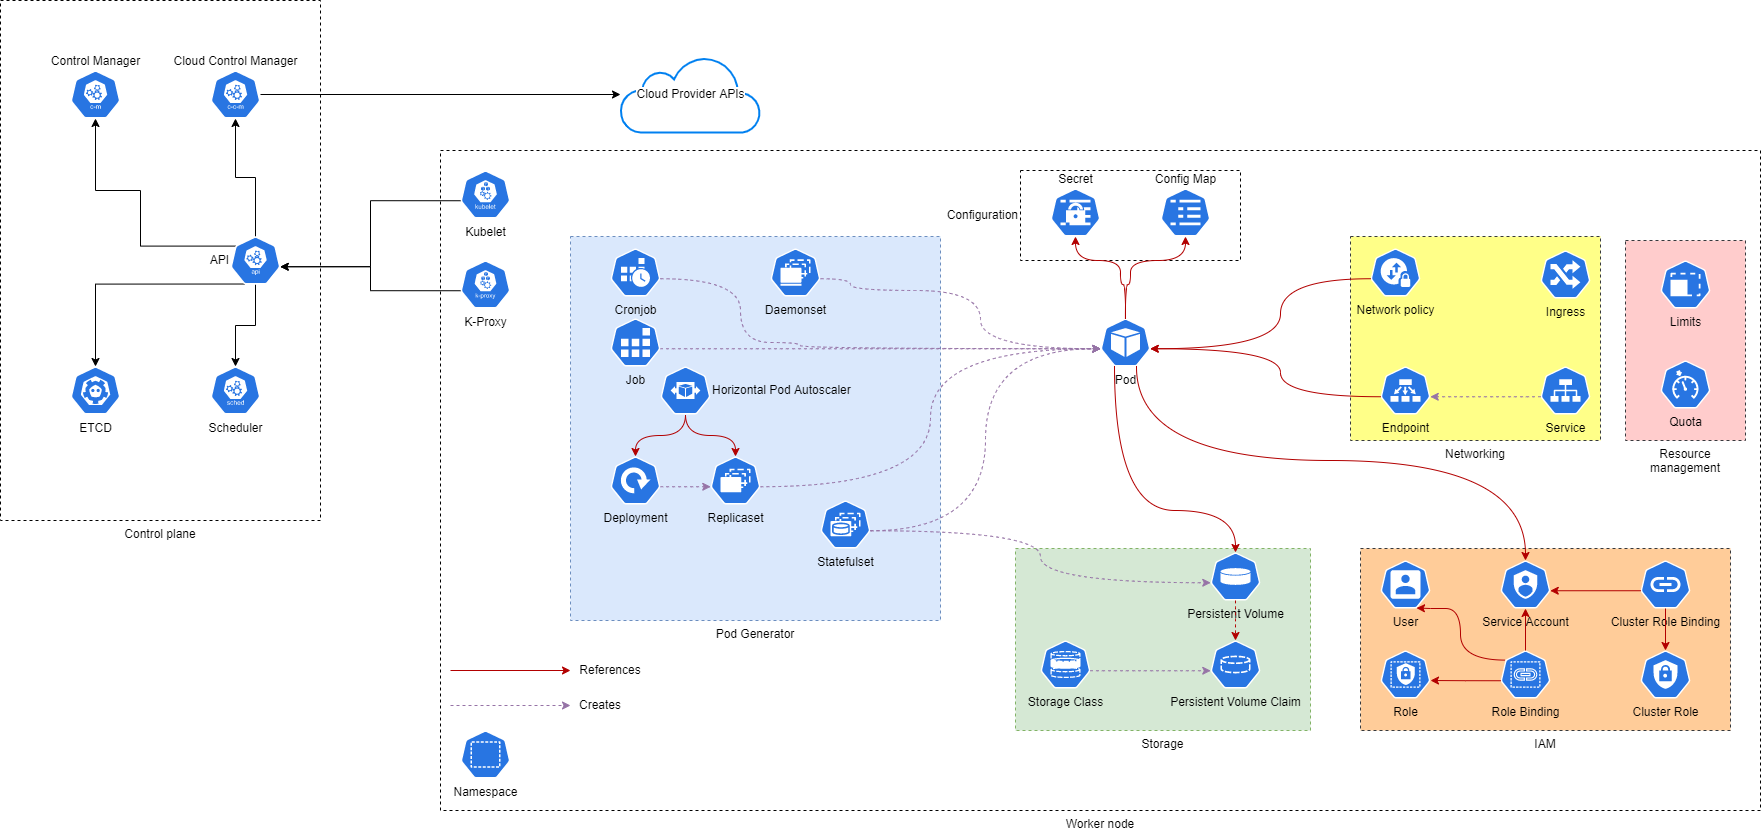 Control Manager
Cloud Control Manager
c-m
c-c-m
Cloud Provider APIs
API
api
ETCD
sched
Scheduler
Control plane
kubelet
Kubelet
k-proxy
K-Proxy
Configuration
Secret
Config Map
Cronjob
Daemonset
Job
Horizontal Pod Autoscaler
Deployment
Replicaset
Statefulset
Pod Generator
Pod
Network policy
Ingress
Endpoint
Service
Networking
Limits
Quota
Resource
management
Persistent Volume
Storage Class
Persistent Volume Claim
Storage
User
Service Account
Cluster Role Binding
Role
Role Binding
Cluster Role
IAM
References
Creates
Namespace
Worker node